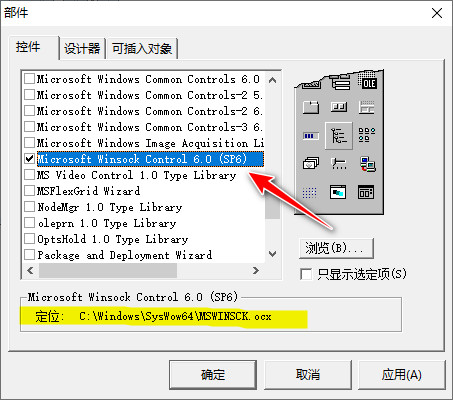 部件
控件
设计器
可插入对象
Microsoft Windows Common Controls 6.0
Microsoft Windows Common Controls-2 5.
Microsoft Windows Common Controls-2 6.
Microsoft Windows Common Controls-3 6.
Microsoft Windows Image Acquisition Li
Microsoft Winsock Control 6.0 (SP6)
MS Video Control 1.0 Type Library
MSFlexGrid Wizard
NodeMgr 1.0 Type Library
oleprn 1.0 Type Library
OptsHold 1.0 Type Library
Package and Deployment Wizard
OLE
浏览(B)...
只显示选定项(S)
Microsoft Winsock Control 6.0 (SP6)
定位: C:\Windows\SysWow64\MSWINSCK.ocx
确定
取消
应用(A)